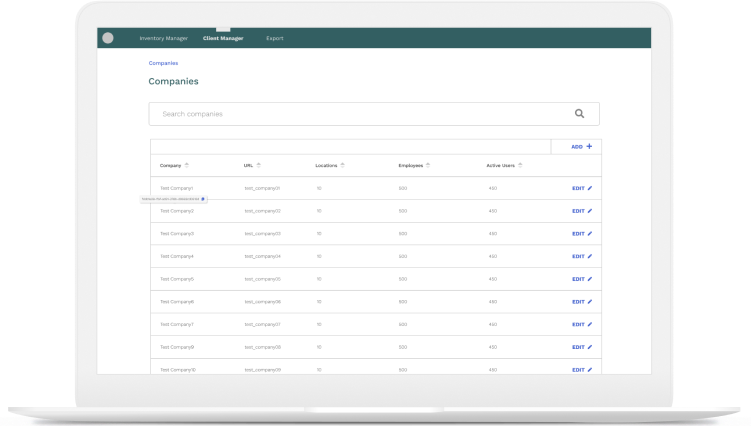 Inventory Manager Client Manager Export
Companies
Companies
Search companies
ADD +
Company URL Locations Employees Active Users
Test Company1 test_company01 10 500 450 EDIT
Test Company2 test_company02 10 500 450 EDIT
Test Company3 test_company03 10 500 450 EDIT
Test Company4 test_company04 10 500 450 EDIT
Test Company5 test_company05 10 500 450 EDIT
Test Company6 test_company06 10 500 450 EDIT
Test Company7 test_company07 10 500 450 EDIT
Test Company9 test_company08 10 500 450 EDIT
Test Company10 test_company09 10 500 450 EDIT